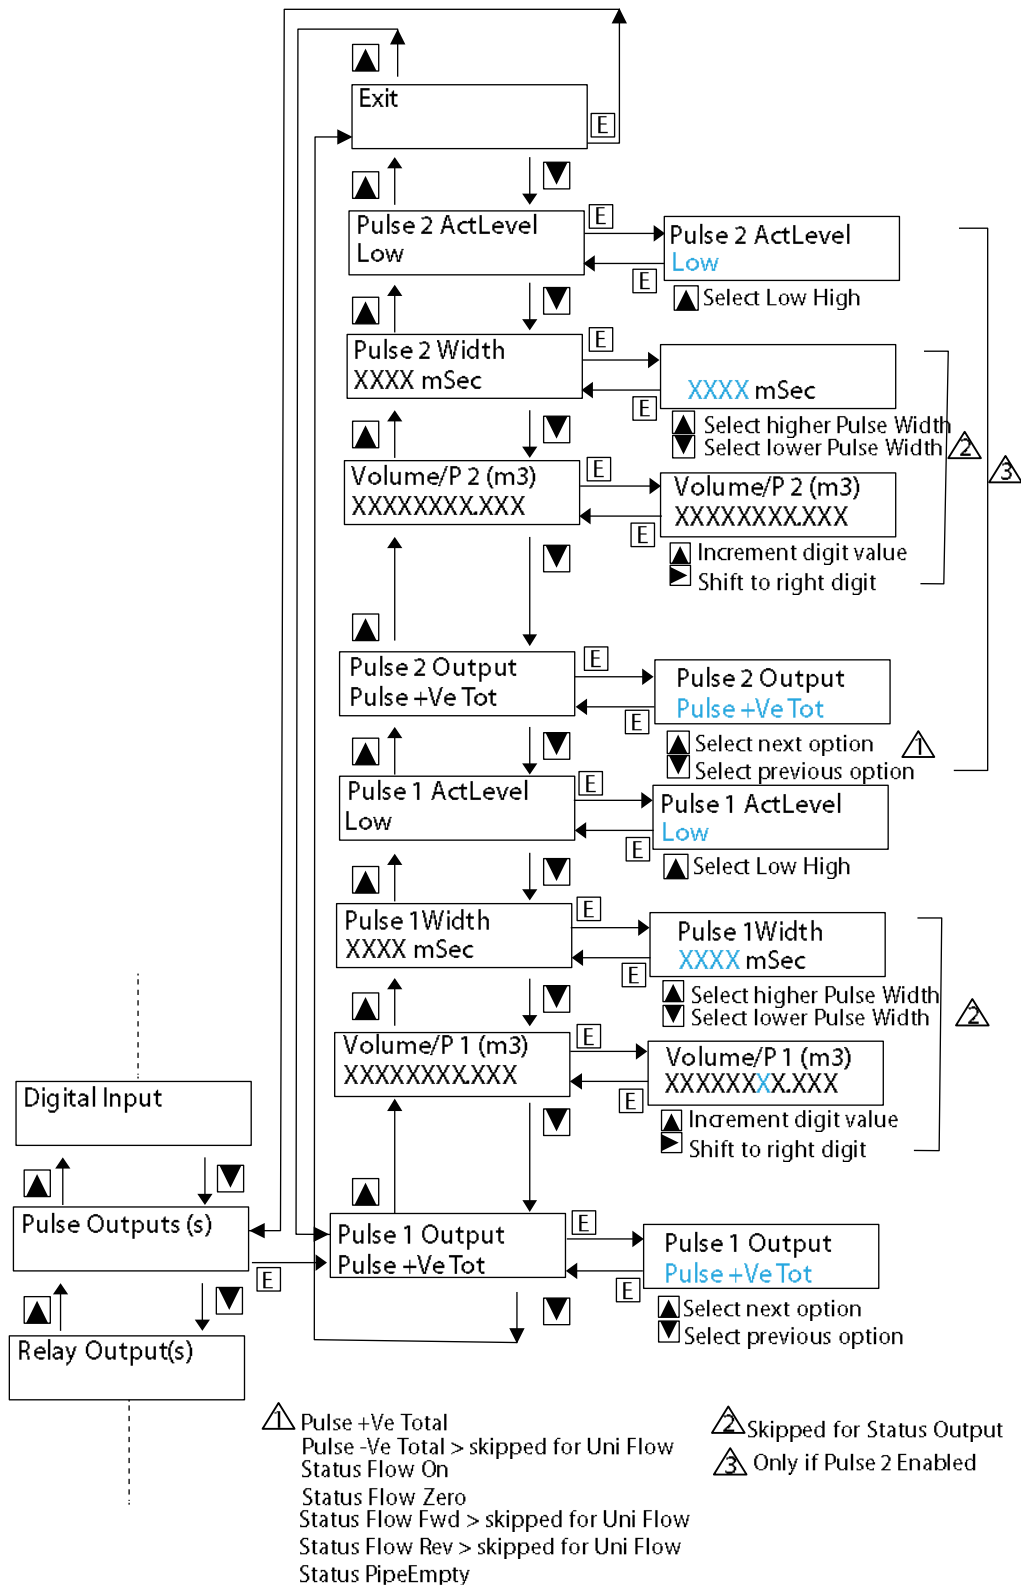 Exit
E
Pulse 2 ActLevel
Low
E
E
Pulse 2 ActLevel
Low
Select Low High
Pulse 2 Width
XXXX mSec
E
E
XXXX mSec
Select higher Pulse Width
Select lower Pulse Width
2
3
Volume/P 2 (m3)
XXXXXXXX.XXX
E
E
Volume/P 2 (m3)
XXXXXXXX.XXX
Increment digit value
Shift to right digit
Pulse 2 Output
Pulse +Ve Tot
E
E
Pulse 2 Output
Pulse +Ve Tot
Select next option
Select previous option
1
Pulse 1 ActLevel
Low
E
E
Pulse 1 ActLevel
Low
Select Low High
Pulse 1Width
XXXX mSec
E
E
Pulse 1Width
XXXX mSec
Select higher Pulse Width
Select lower Pulse Width
2
Volume/P 1 (m3)
XXXXXXXX.XXX
E
E
Volume/P 1 (m3)
XXXXXXXX.XXX
Increment digit value
Shift to right digit
Digital Input
Pulse Outputs (s)
E
Relay Output(s)
Pulse 1 Output
Pulse +Ve Tot
E
E
Pulse 1 Output
Pulse +Ve Tot
Select next option
Select previous option
1 Pulse +Ve Total
Pulse -Ve Total > skipped for Uni Flow
Status Flow On
Status Flow Zero
Status Flow Fwd > skipped for Uni Flow
Status Flow Rev > skipped for Uni Flow
Status PipeEmpty
2 Skipped for Status Output
3 Only if Pulse 2 Enabled